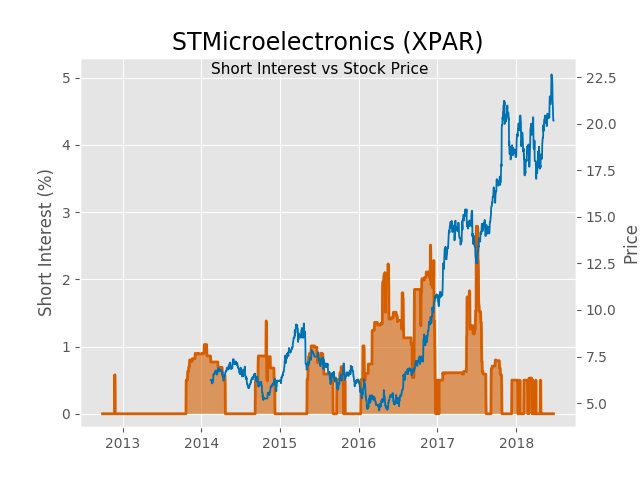 STMicroelectronics (XPAR)
Short Interest vs Stock Price
Short Interest (%)
5
4
3
2
1
0
22.5
20.0
17.5
15.0
12.5
10.0
7.5
5.0
Price
2013 2014 2015 2016 2017 2018